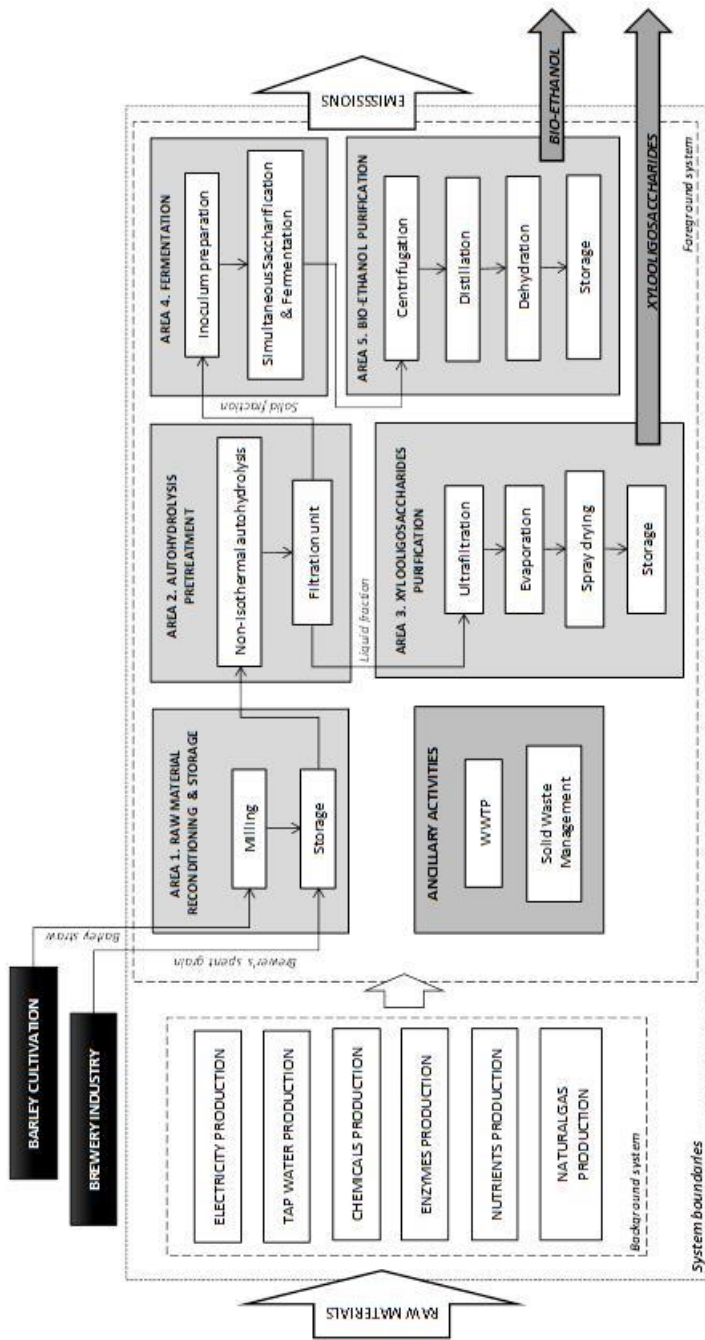 BARLEY CULTIVATION
BREWERY INDUSTRY
RAW MATERIALS
ELECTRICITY PRODUCTION
TAP WATER PRODUCTION
CHEMICALS PRODUCTION
ENZYMES PRODUCTION
NUTRIENTS PRODUCTION
NATURALGAS
PRODUCTION
Background system
System boundaries
Barley straw
Brewer's spent grain
AREA 1. RAW MATERIAL
RECONDITIONING & STORAGE
Milling
Storage
ANCILLARY ACTIVITIES
WWTP
Solid Waste
Management
AREA 2. AUTOHYDROLYSIS
PRETREATMENT
Non-isothermal autohydrolysis
Filtration unit
Liquid fraction
Solid fraction
AREA 3. XYLOOLIGOSACCHARIDES
PURIFICATION
Ultrafiltration
Evaporation
Spray drying
Storage
AREA 4. FERMENTATION
Inoculum preparation
Simultaneous Saccharification
& Fermentation
AREA 5. BIO-ETHANOL PURIFICATION
Centrifugation
Distillation
Dehydration
Storage
Foreground system
EMISSSIONS
BIO-ETHANOL
XYLOOLIGOSACCHARIDES